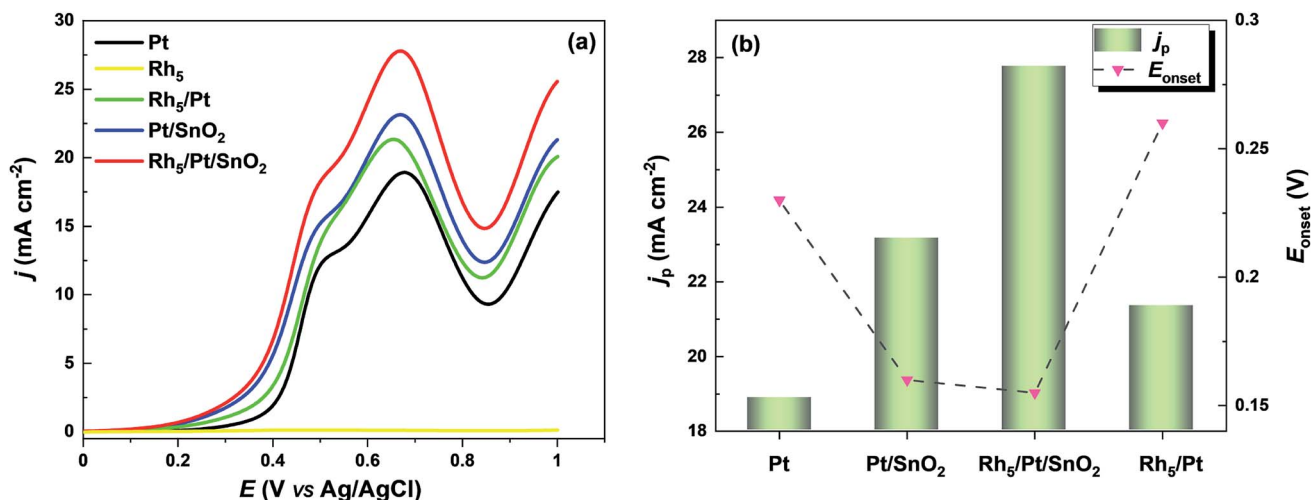 30
25
20
15
10
5
0
j (mA cm⁻²)
(a)
Pt
Rh₅
Rh₅/Pt
Pt/SnO₂
Rh₅/Pt/SnO₂
0
0.2
0.4
0.6
0.8
1
E (V vs Ag/AgCl)
(b)
28
26
24
22
20
18
jₚ (mA cm⁻²)
jₚ
E_onset
0.3
0.25
0.2
0.15
E_onset (V)
Pt
Pt/SnO₂
Rh₅/Pt/SnO₂
Rh₅/Pt